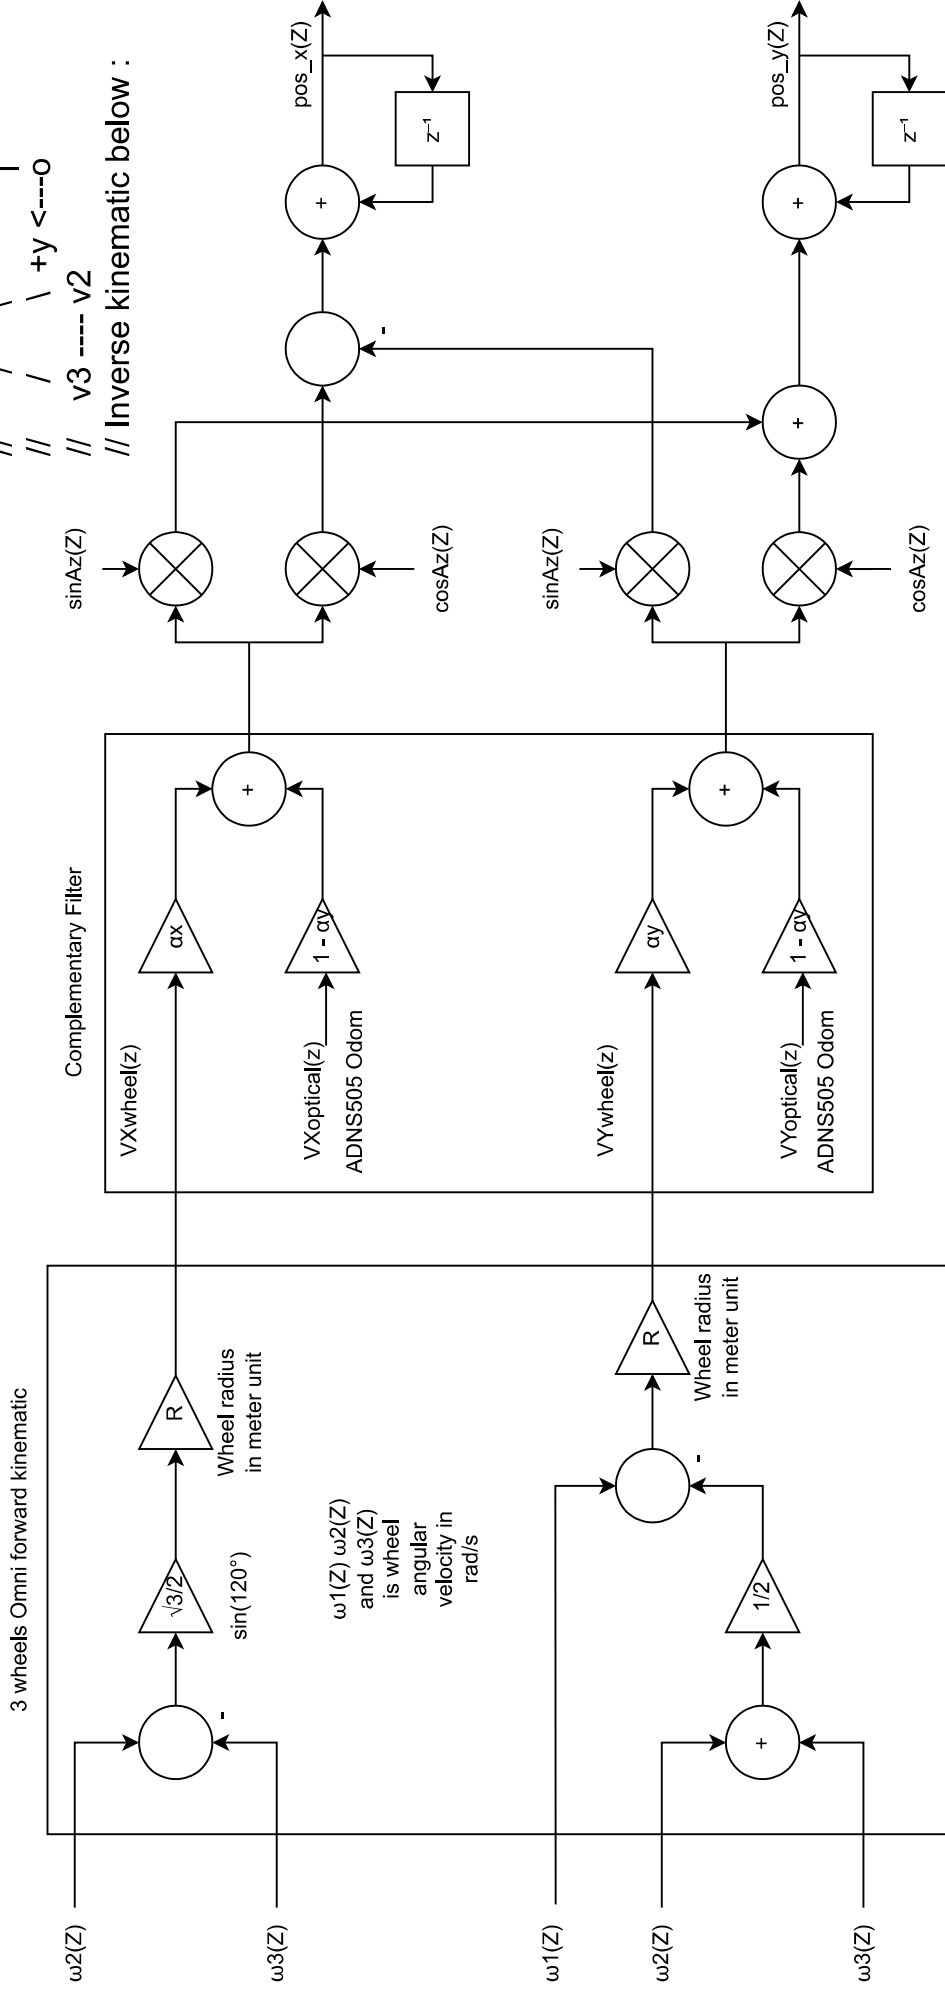 // / \ |
// / \ +y <---o
// v3 ---- v2
// Inverse kinematic below :
3 wheels Omni forward kinematic
ω2(Z)
-
√3/2
sin(120°)
R
Wheel radius
in meter unit
ω3(Z)
ω1(Z) ω2(Z)
and ω3(Z)
is wheel
angular
velocity in
rad/s
ω1(Z)
-
R
Wheel radius
in meter unit
ω2(Z)
+
1/2
ω3(Z)
Complementary Filter
VXwheel(z)
αx
+
VXoptical(z)
ADNS505 Odom
1 - αy
VYwheel(z)
αy
+
VYoptical(z)
ADNS505 Odom
1 - αy
sinAz(Z)
cosAz(Z)
sinAz(Z)
cosAz(Z)
-
+
pos_x(Z)
z⁻¹
+
+
pos_y(Z)
z⁻¹